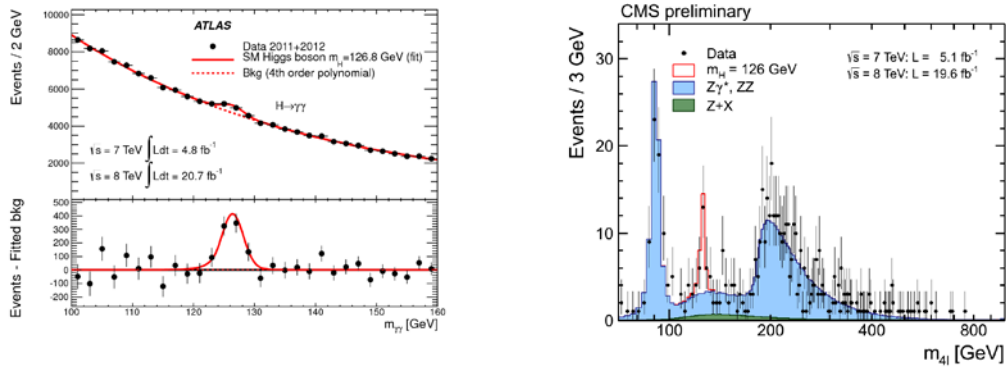 ATLAS
Data 2011+2012
SM Higgs boson m_H=126.8 GeV (fit)
Bkg (4th order polynomial)
H→γγ
√s = 7 TeV ∫Ldt = 4.8 fb⁻¹
√s = 8 TeV ∫Ldt = 20.7 fb⁻¹
Events / 2 GeV
10000
8000
6000
4000
2000
Events - Fitted bkg
500
400
300
200
100
0
-100
-200
100 110 120 130 140 150 160
m_γγ [GeV]
CMS preliminary
Data
m_H = 126 GeV
Zγ*, ZZ
Z+X
√s = 7 TeV: L = 5.1 fb⁻¹
√s = 8 TeV: L = 19.6 fb⁻¹
Events / 3 GeV
30
20
10
0
100 200 400 800
m_4l [GeV]